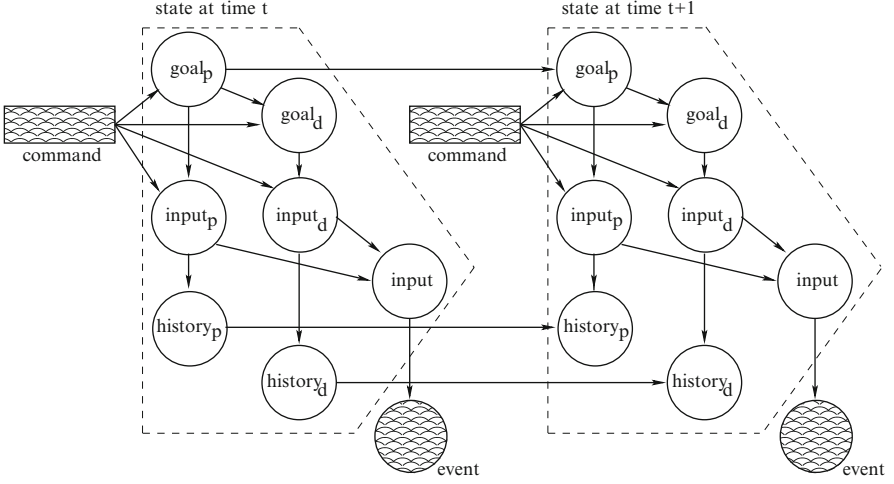 state at time t
goalp
goald
command
inputp
inputd
input
historyp
historyd
event
state at time t+1
goalp
goald
command
inputp
inputd
input
historyp
historyd
event